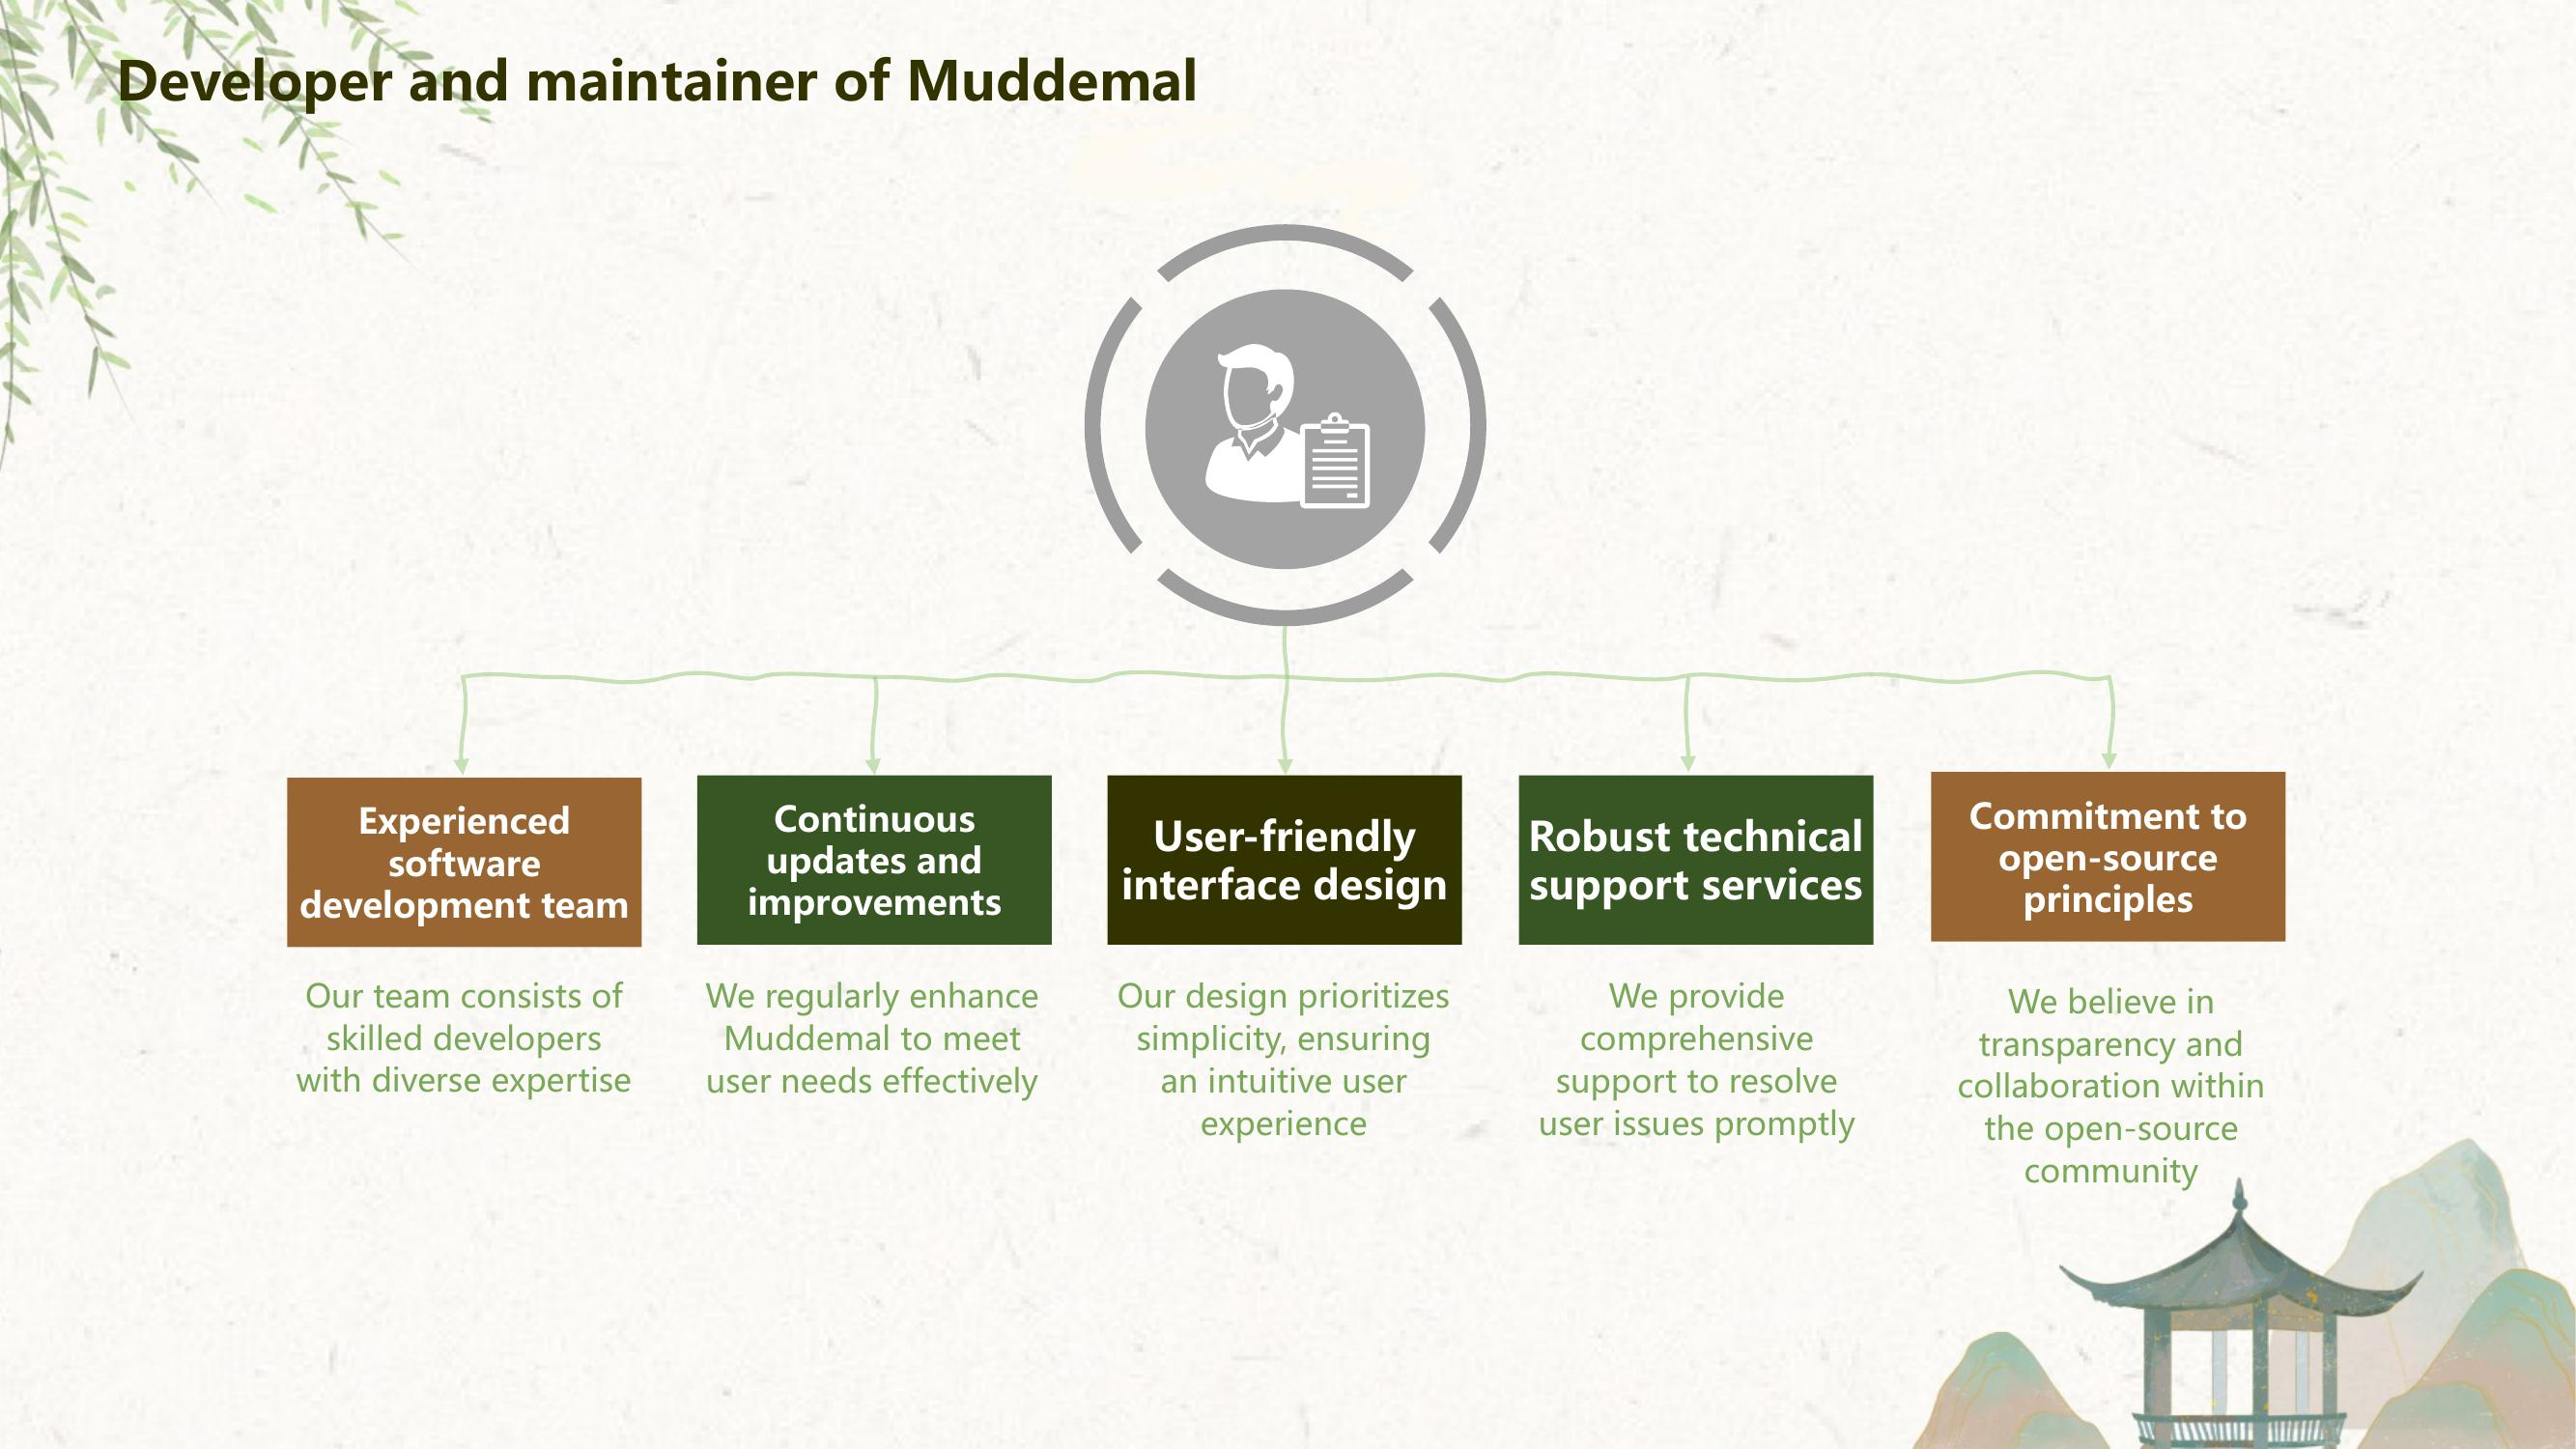 Developer and maintainer of Muddemal
Experienced
software
development team
Our team consists of
skilled developers
with diverse expertise
Continuous
updates and
improvements
We regularly enhance
Muddemal to meet
user needs effectively
User-friendly
interface design
Our design prioritizes
simplicity, ensuring
an intuitive user
experience
Robust technical
support services
We provide
comprehensive
support to resolve
user issues promptly
Commitment to
open-source
principles
We believe in
transparency and
collaboration within
the open-source
community